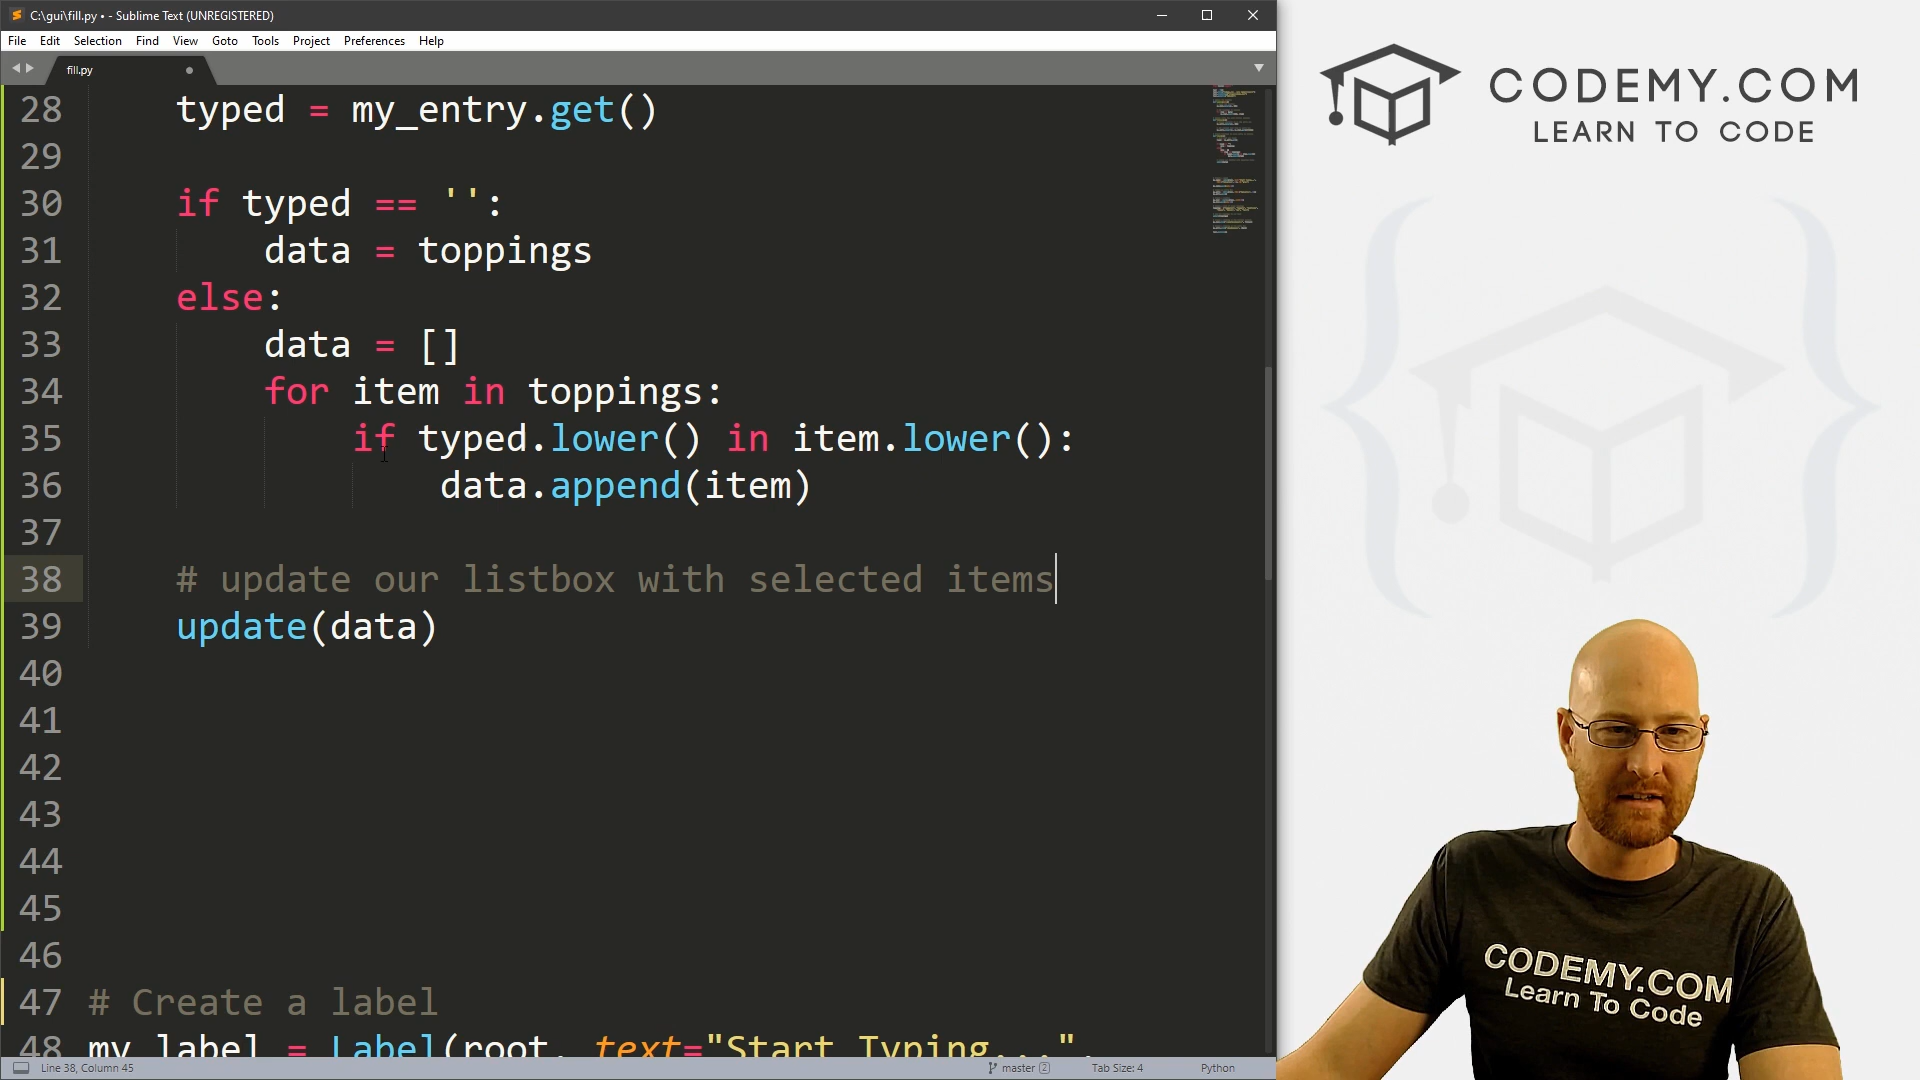 C:\gui\fill.py • - Sublime Text (UNREGISTERED)
File Edit Selection Find View Goto Tools Project Preferences Help
fill.py
28 typed = my_entry.get()
29
30 if typed == '':
31 data = toppings
32 else:
33 data = []
34 for item in toppings:
35 if typed.lower() in item.lower():
36 data.append(item)
37
38 # update our listbox with selected items
39 update(data)
40
41
42
43
44
45
46
47 # Create a label
48 my_label = Label(root, text="Start Typing...",
Line 38, Column 45 master 2 Tab Size: 4 Python
CODEMY.COM
LEARN TO CODE
CODEMY.COM
Learn To Code